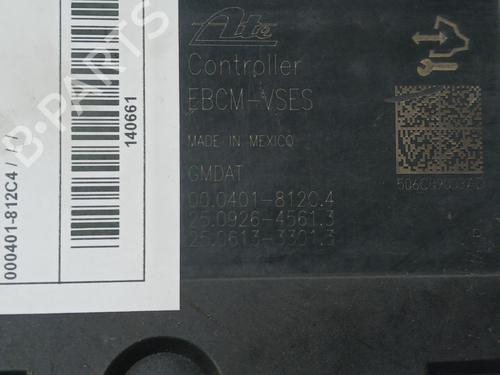 Ate
Controller
EBCM-VSES
MADE IN MEXICO
GMDAT
00.0401-812C.4
25.0926-4561.3
25.0613-3301.3
140661
000401-812C4 /
B-PARTS